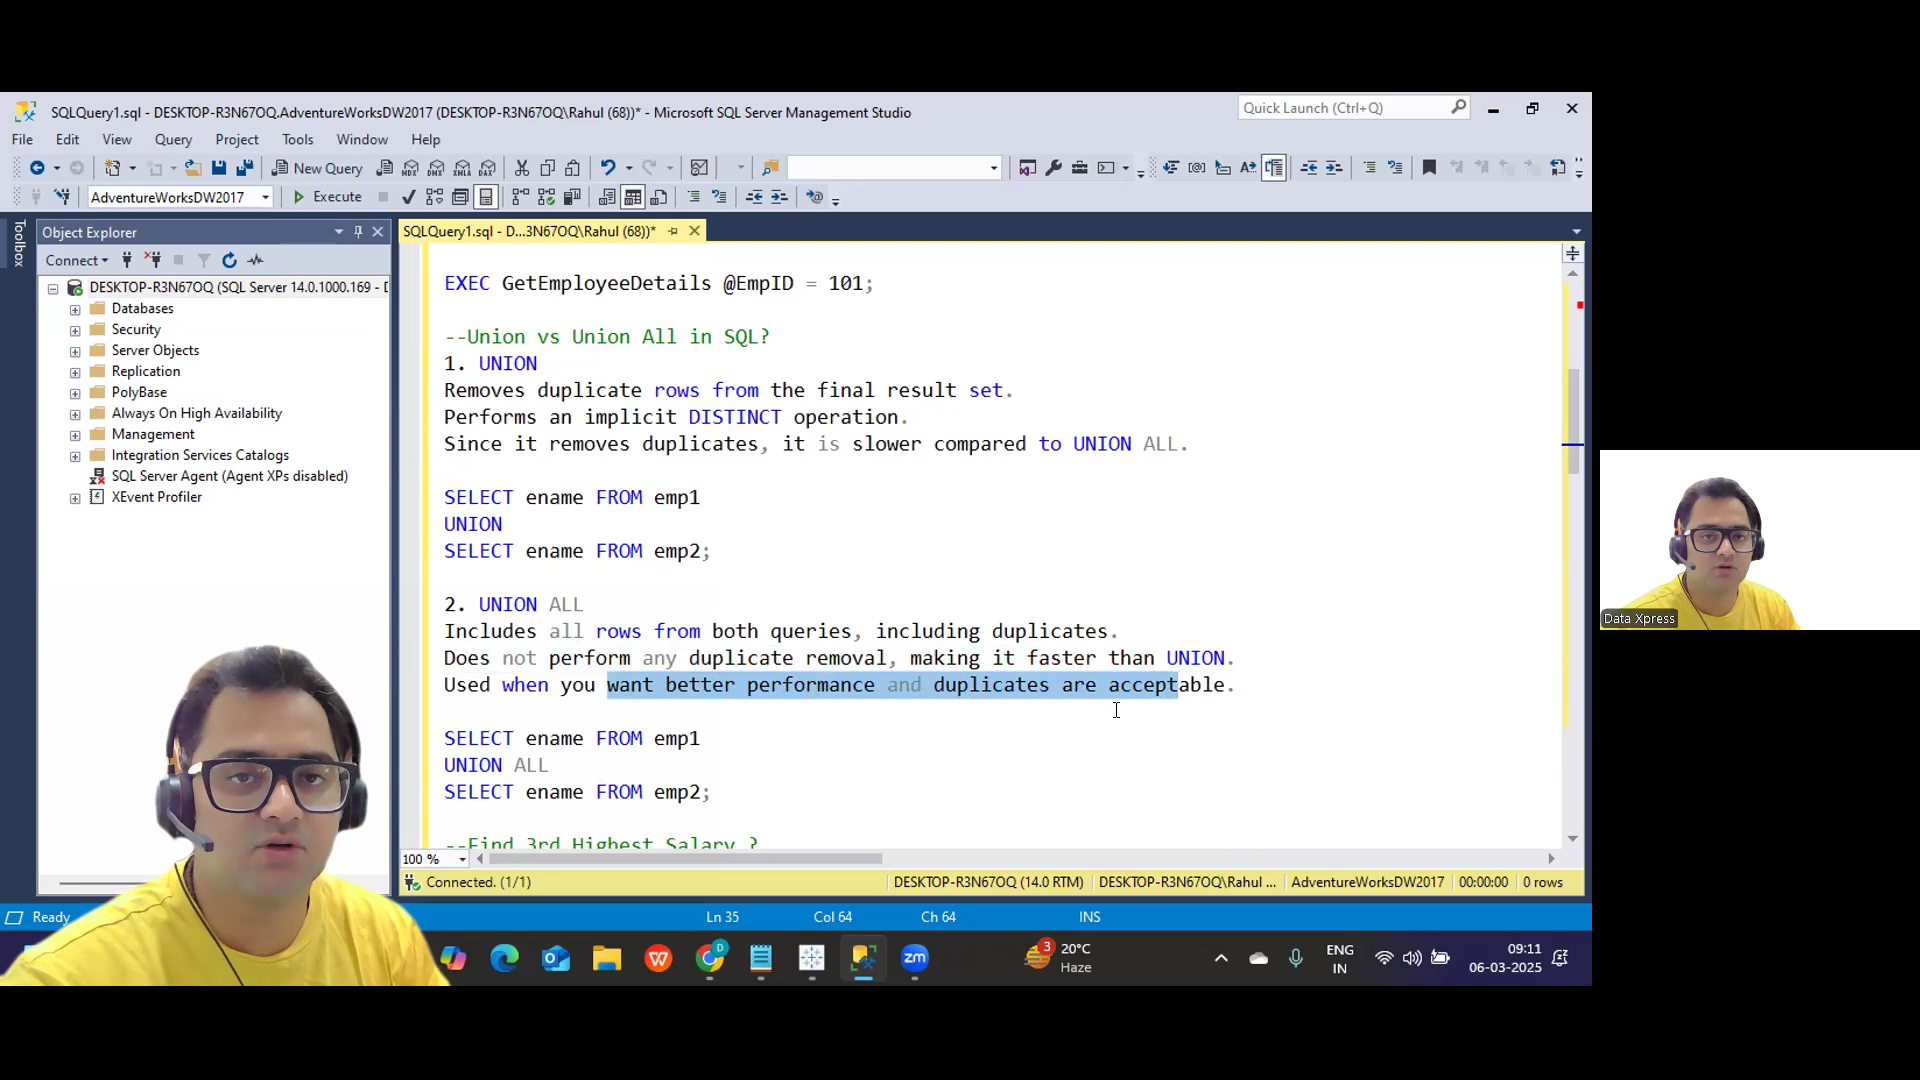 SQLQuery1.sql - DESKTOP-R3N67OQ.AdventureWorksDW2017 (DESKTOP-R3N67OQ\Rahul (68))* - Microsoft SQL Server Management Studio
Quick Launch (Ctrl+Q)
File Edit View Query Project Tools Window Help
New Query
AdventureWorksDW2017
Execute
Toolbox
Object Explorer
SQLQuery1.sql - D...3N67OQ\Rahul (68))*
Connect
DESKTOP-R3N67OQ (SQL Server 14.0.1000.169 - D
Databases
Security
Server Objects
Replication
PolyBase
Always On High Availability
Management
Integration Services Catalogs
SQL Server Agent (Agent XPs disabled)
XEvent Profiler
EXEC GetEmployeeDetails @EmpID = 101;
--Union vs Union All in SQL?
1. UNION
Removes duplicate rows from the final result set.
Performs an implicit DISTINCT operation.
Since it removes duplicates, it is slower compared to UNION ALL.
SELECT ename FROM emp1
UNION
SELECT ename FROM emp2;
2. UNION ALL
Includes all rows from both queries, including duplicates.
Does not perform any duplicate removal, making it faster than UNION.
Used when you want better performance and duplicates are acceptable.
SELECT ename FROM emp1
UNION ALL
SELECT ename FROM emp2;
--Find 3rd Highest Salary ?
100 %
Connected. (1/1)
DESKTOP-R3N67OQ (14.0 RTM)
DESKTOP-R3N67OQ\Rahul ...
AdventureWorksDW2017
00:00:00
0 rows
Ready
Ln 35
Col 64
Ch 64
INS
3
20°C
Haze
ENG
IN
09:11
06-03-2025
Data Xpress